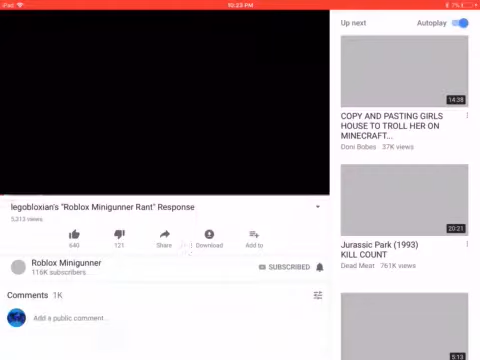 iPad 10:23 PM 7%
Up next Autoplay
14:38
COPY AND PASTING GIRLS
HOUSE TO TROLL HER ON
MINECRAFT...
Doni Bobes 37K views
20:21
Jurassic Park (1993)
KILL COUNT
Dead Meat 761K views
5:13
legobloxian's "Roblox Minigunner Rant" Response
5,213 views
640 121 Share Download Add to
Roblox Minigunner
116K subscribers
SUBSCRIBED
Comments 1K
Add a public comment...